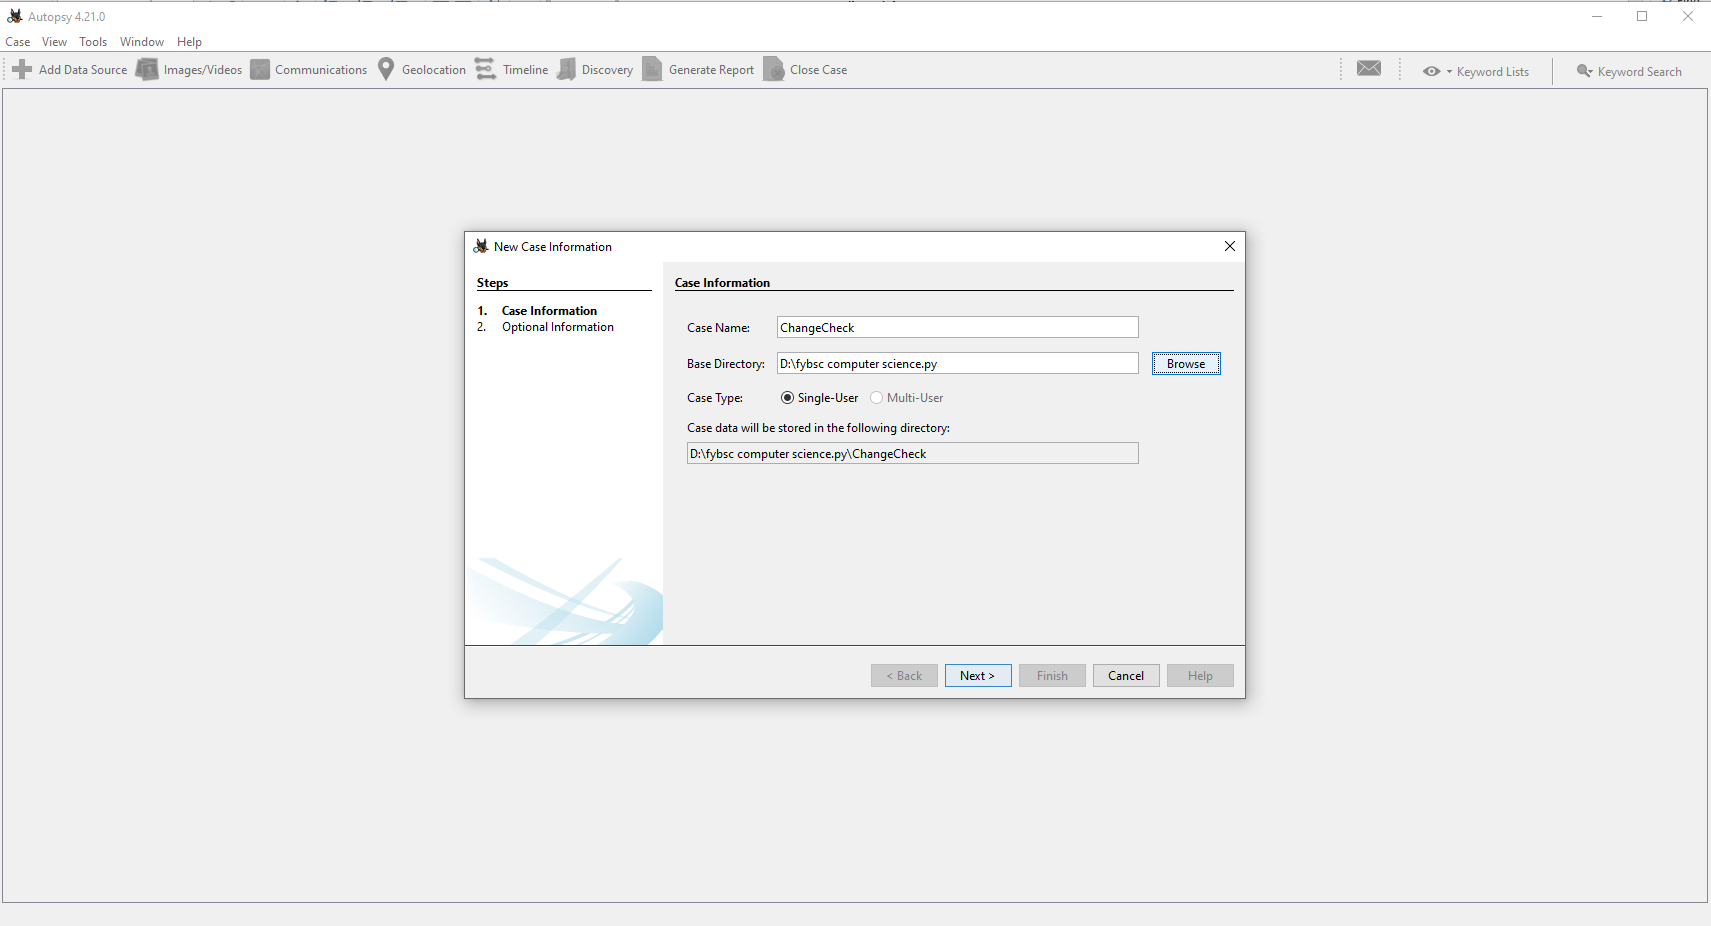 Autopsy 4.21.0
Case View Tools Window Help
Add Data Source Images/Videos Communications Geolocation Timeline Discovery Generate Report Close Case Keyword Lists Keyword Search
New Case Information
Steps
1. Case Information
2. Optional Information
Case Information
Case Name: ChangeCheck
Base Directory: D:\fybsc computer science.py Browse
Case Type: Single-User Multi-User
Case data will be stored in the following directory:
D:\fybsc computer science.py\ChangeCheck
< Back Next > Finish Cancel Help